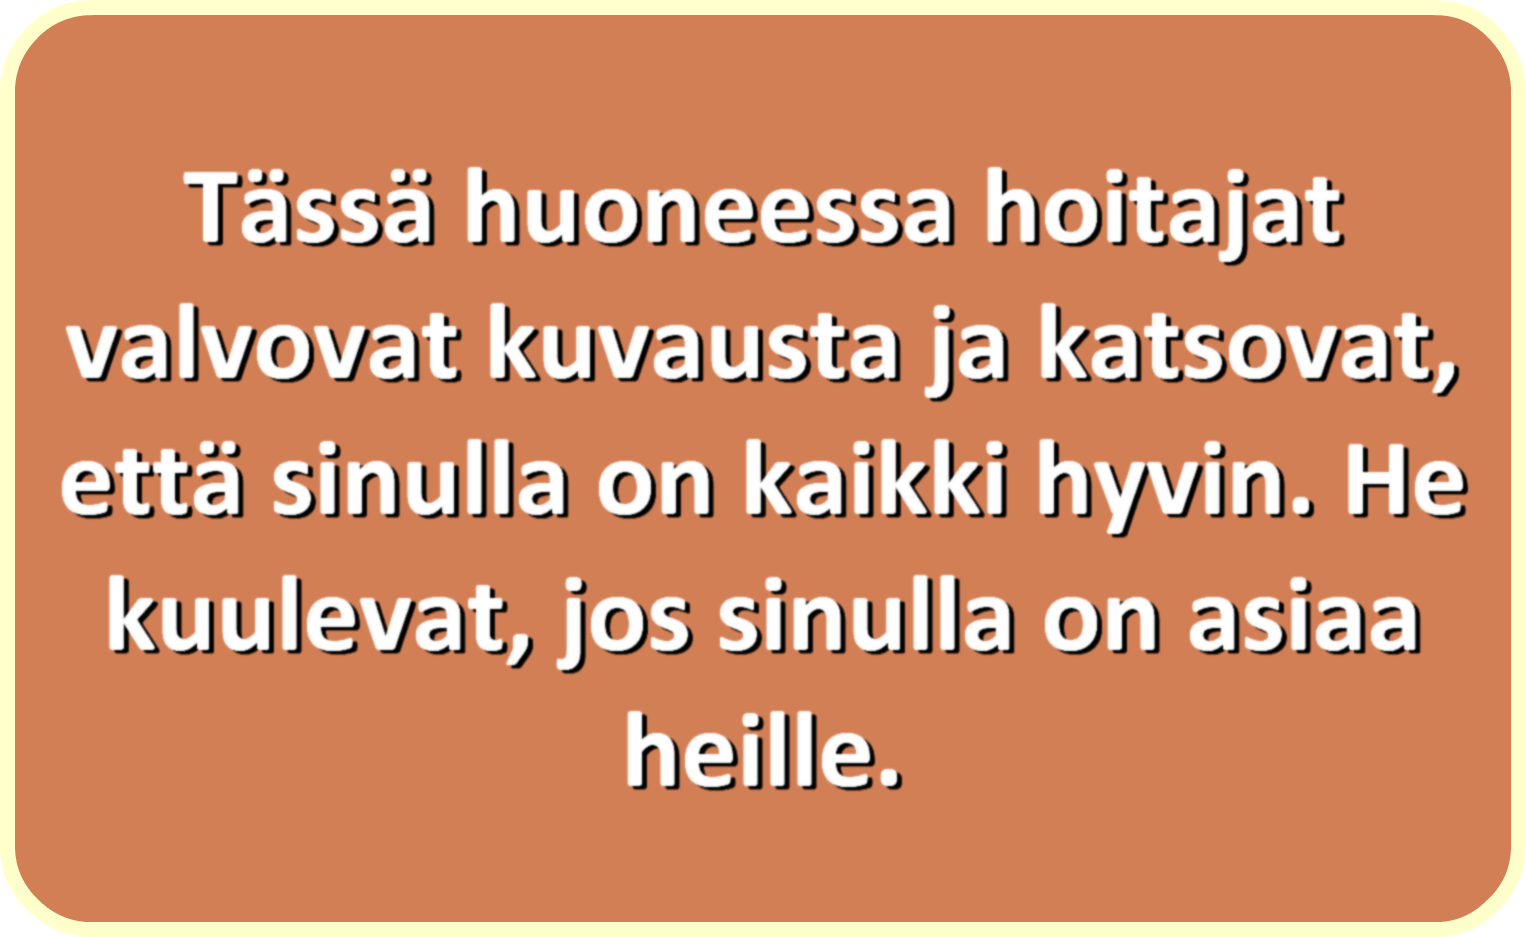 Tässä huoneessa hoitajat
valvovat kuvausta ja katsovat,
että sinulla on kaikki hyvin. He
kuulevat, jos sinulla on asiaa
heille.